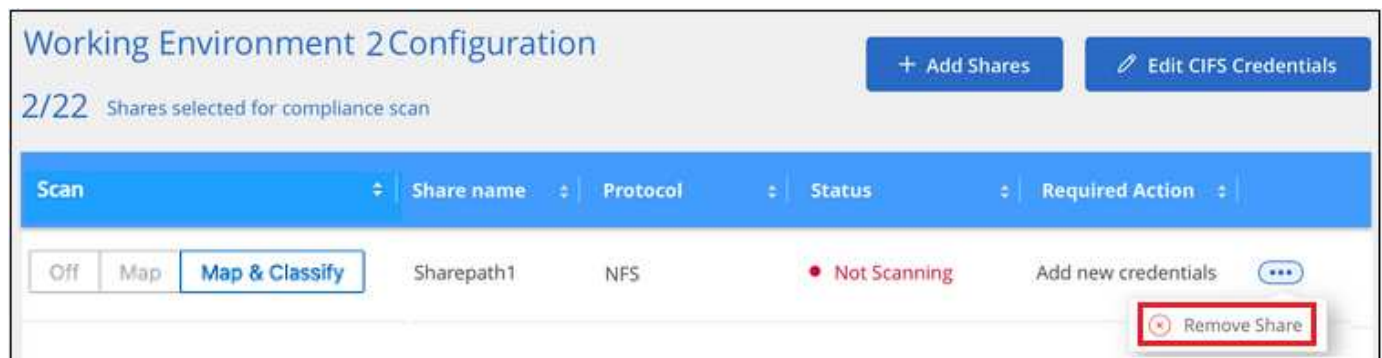 Working Environment 2 Configuration
+ Add Shares
Edit CIFS Credentials
2/22 Shares selected for compliance scan
Scan Share name Protocol Status Required Action
Off Map Map & Classify Sharepath1 NFS Not Scanning Add new credentials
Remove Share